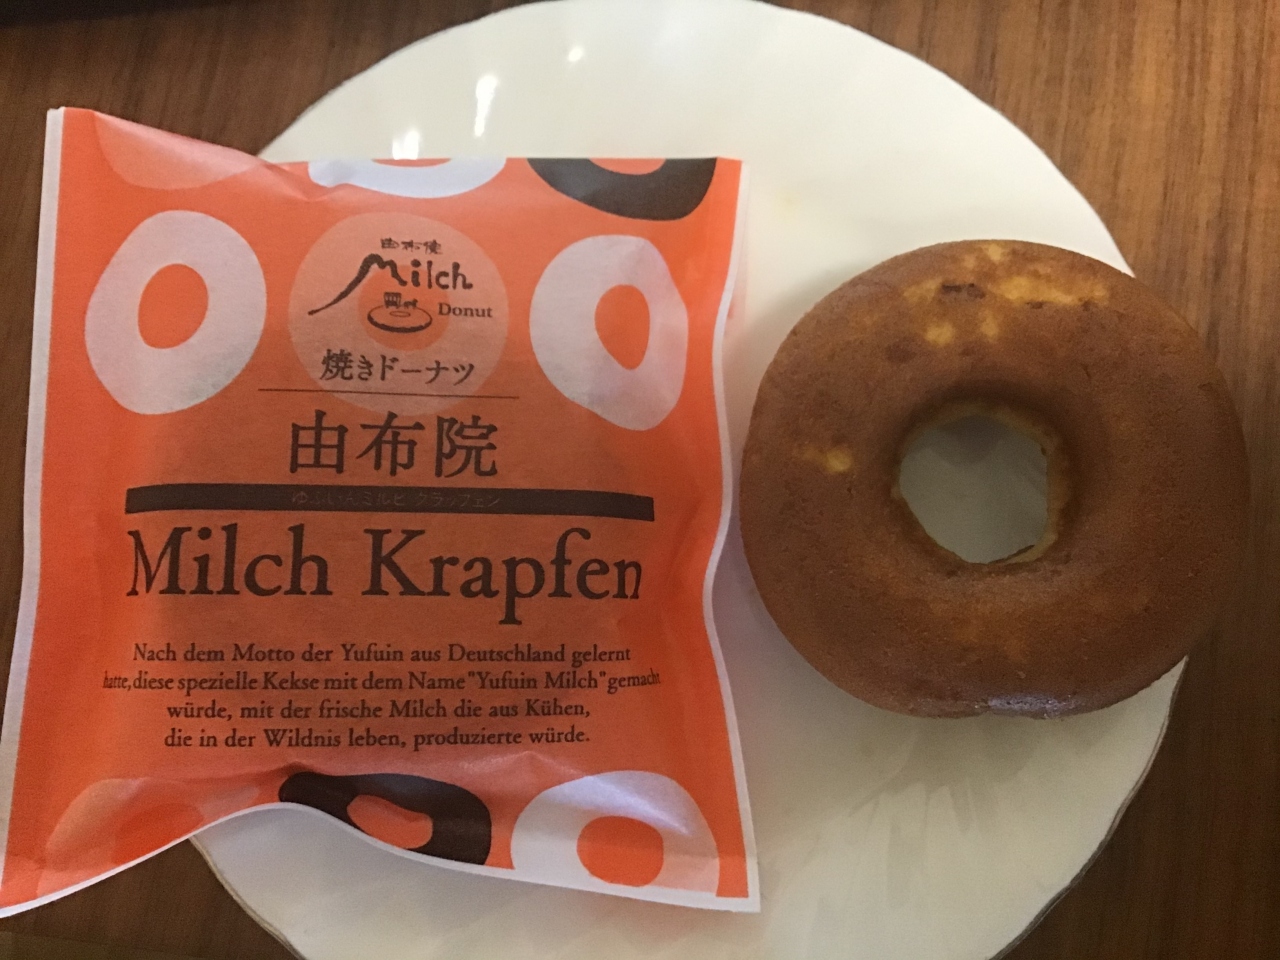 由布院
Milch
Donut
焼きドーナツ
由布院
ゆふいんミルヒ クラップフェン
Milch Krapfen
Nach dem Motto der Yufuin aus Deutschland gelernt
hatte, diese spezielle Kekse mit dem Name "Yufuin Milch" gemacht
würde, mit der frische Milch die aus Kühen,
die in der Wildnis leben, produzierte würde.